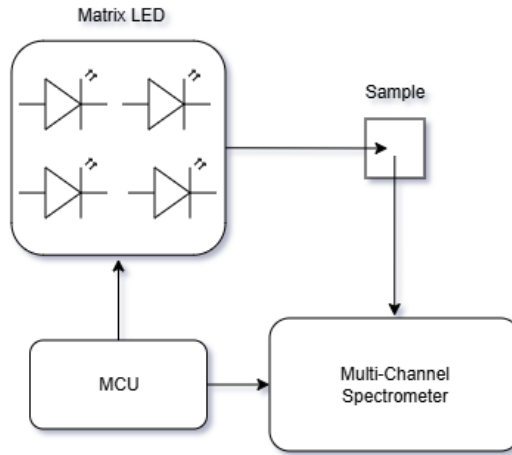 Matrix LED
Sample
MCU
Multi-Channel
Spectrometer